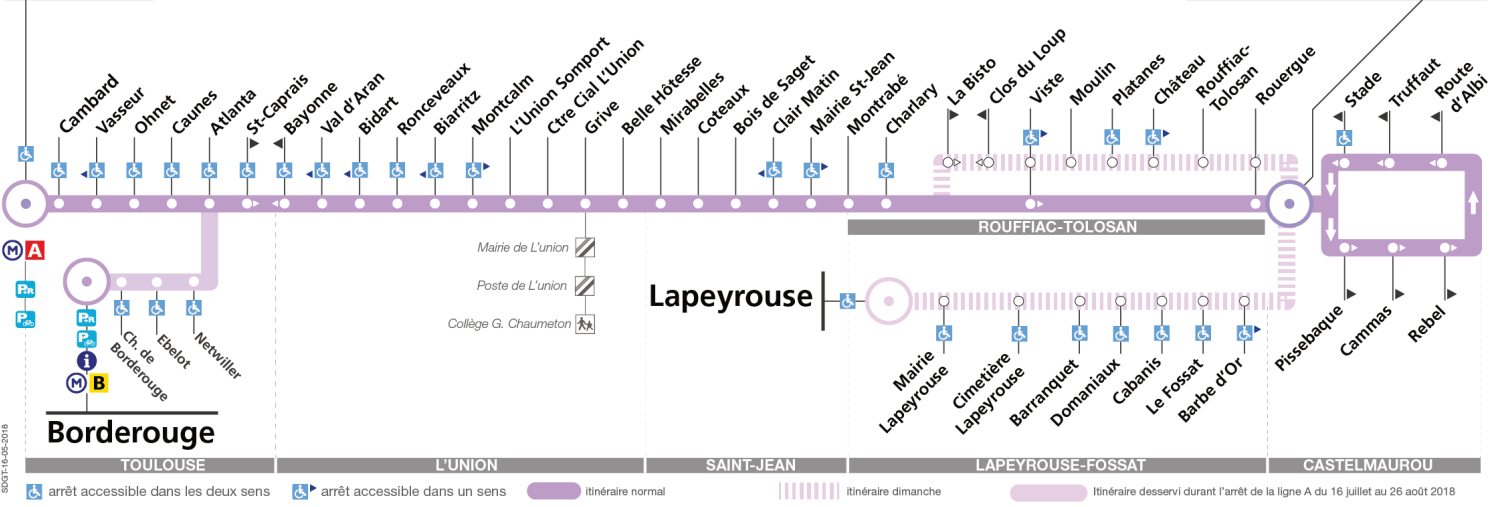 Cambard
Vasseur
Ohnet
Caunes
Atlanta
St-Caprais
Bayonne
Val d'Aran
Bidart
Ronceveaux
Biarritz
Montcalm
L'Union Somport
Ctre Cial L'Union
Grive
Belle Hôtesse
Mirabelles
Coteaux
Bois de Saget
Clair Matin
Mairie St-Jean
Montrabé
Charlary
La Bisto
Clos du Loup
Viste
Moulin
Platanes
Château
Rouffiac-
Tolosan
Rouergue
Stade
Truffaut
Route
d'Albi
ROUFFIAC-TOLOSAN
M A
P+R
P
Mairie de L'union
Poste de L'union
Collège G. Chaumeton
P+R
P
i
M B
Ch. de
Borderouge
Ebelot
Netwiller
Borderouge
Lapeyrouse
Mairie
Lapeyrouse
Cimetière
Lapeyrouse
Barranquet
Domaniaux
Cabanis
Le Fossat
Barbe d'Or
Pissebaque
Cammas
Rebel
SDGT-16-05-2018
TOULOUSE
L'UNION
SAINT-JEAN
LAPEYROUSE-FOSSAT
CASTELMAUROU
arrêt accessible dans les deux sens
arrêt accessible dans un sens
itinéraire normal
itinéraire dimanche
Itinéraire desservi durant l'arrêt de la ligne A du 16 juillet au 26 août 2018